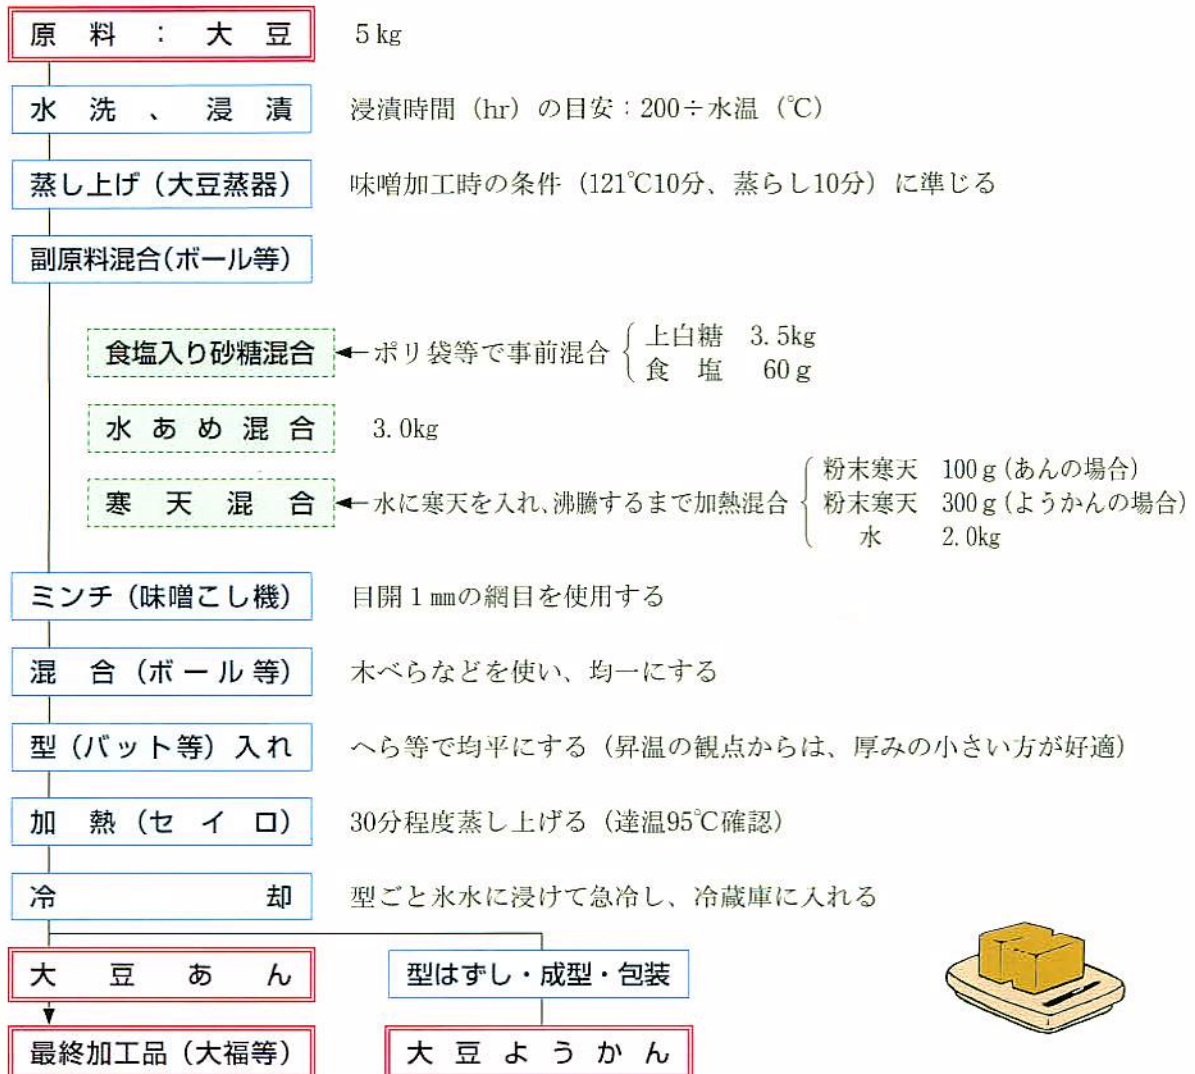 原料：大豆　5kg
水洗、浸漬　浸漬時間（hr）の目安：200÷水温（℃）
蒸し上げ（大豆蒸器）　味噌加工時の条件（121℃10分、蒸らし10分）に準じる
副原料混合（ボール等）
食塩入り砂糖混合　ポリ袋等で事前混合　上白糖　3.5kg
食塩　60g
水あめ混合　3.0kg
寒天混合　水に寒天を入れ、沸騰するまで加熱混合　粉末寒天　100g（あんの場合）
粉末寒天　300g（ようかんの場合）
水　2.0kg
ミンチ（味噌こし機）　目開1㎜の網目を使用する
混合（ボール等）　木べらなどを使い、均一にする
型（バット等）入れ　へら等で均平にする（昇温の観点からは、厚みの小さい方が好適）
加熱（セイロ）　30分程度蒸し上げる（達温95℃確認）
冷却　型ごと氷水に浸けて急冷し、冷蔵庫に入れる
大豆あん　型はずし・成型・包装
最終加工品（大福等）　大豆ようかん